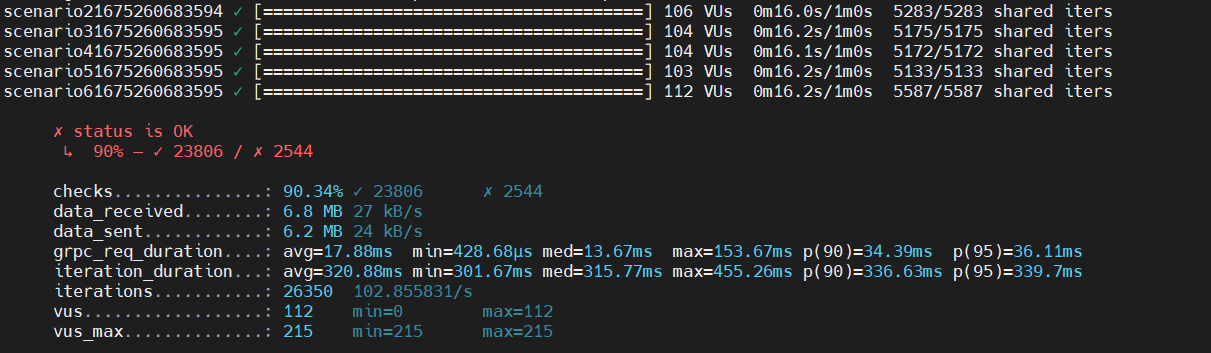 scenario21675260683594 ✓ [======================================] 106 VUs  0m16.0s/1m0s  5283/5283 shared iters
scenario31675260683595 ✓ [======================================] 104 VUs  0m16.2s/1m0s  5175/5175 shared iters
scenario41675260683595 ✓ [======================================] 104 VUs  0m16.1s/1m0s  5172/5172 shared iters
scenario51675260683595 ✓ [======================================] 103 VUs  0m16.2s/1m0s  5133/5133 shared iters
scenario61675260683595 ✓ [======================================] 112 VUs  0m16.2s/1m0s  5587/5587 shared iters
✗ status is OK
↳  90% — ✓ 23806 / ✗ 2544
checks...............: 90.34% ✓ 23806      ✗ 2544
data_received........: 6.8 MB 27 kB/s
data_sent............: 6.2 MB 24 kB/s
grpc_req_duration....: avg=17.88ms  min=428.68µs med=13.67ms  max=153.67ms p(90)=34.39ms  p(95)=36.11ms
iteration_duration...: avg=320.88ms min=301.67ms med=315.77ms max=455.26ms p(90)=336.63ms p(95)=339.7ms
iterations...........: 26350  102.855831/s
vus..................: 112    min=0        max=112
vus_max..............: 215    min=215      max=215